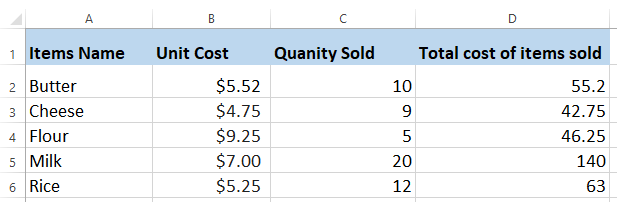 A B C D
1 Items Name Unit Cost Quanity Sold Total cost of items sold
2 Butter $5.52 10 55.2
3 Cheese $4.75 9 42.75
4 Flour $9.25 5 46.25
5 Milk $7.00 20 140
6 Rice $5.25 12 63